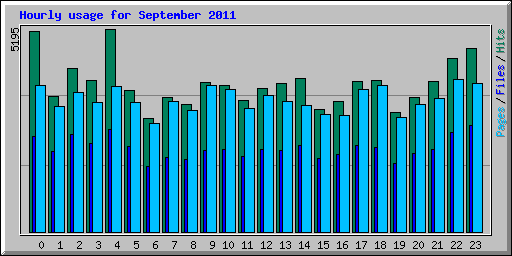 Hourly usage for September 2011
5195
0 1 2 3 4 5 6 7 8 9 10 11 12 13 14 15 16 17 18 19 20 21 22 23
Pages / Files / Hits